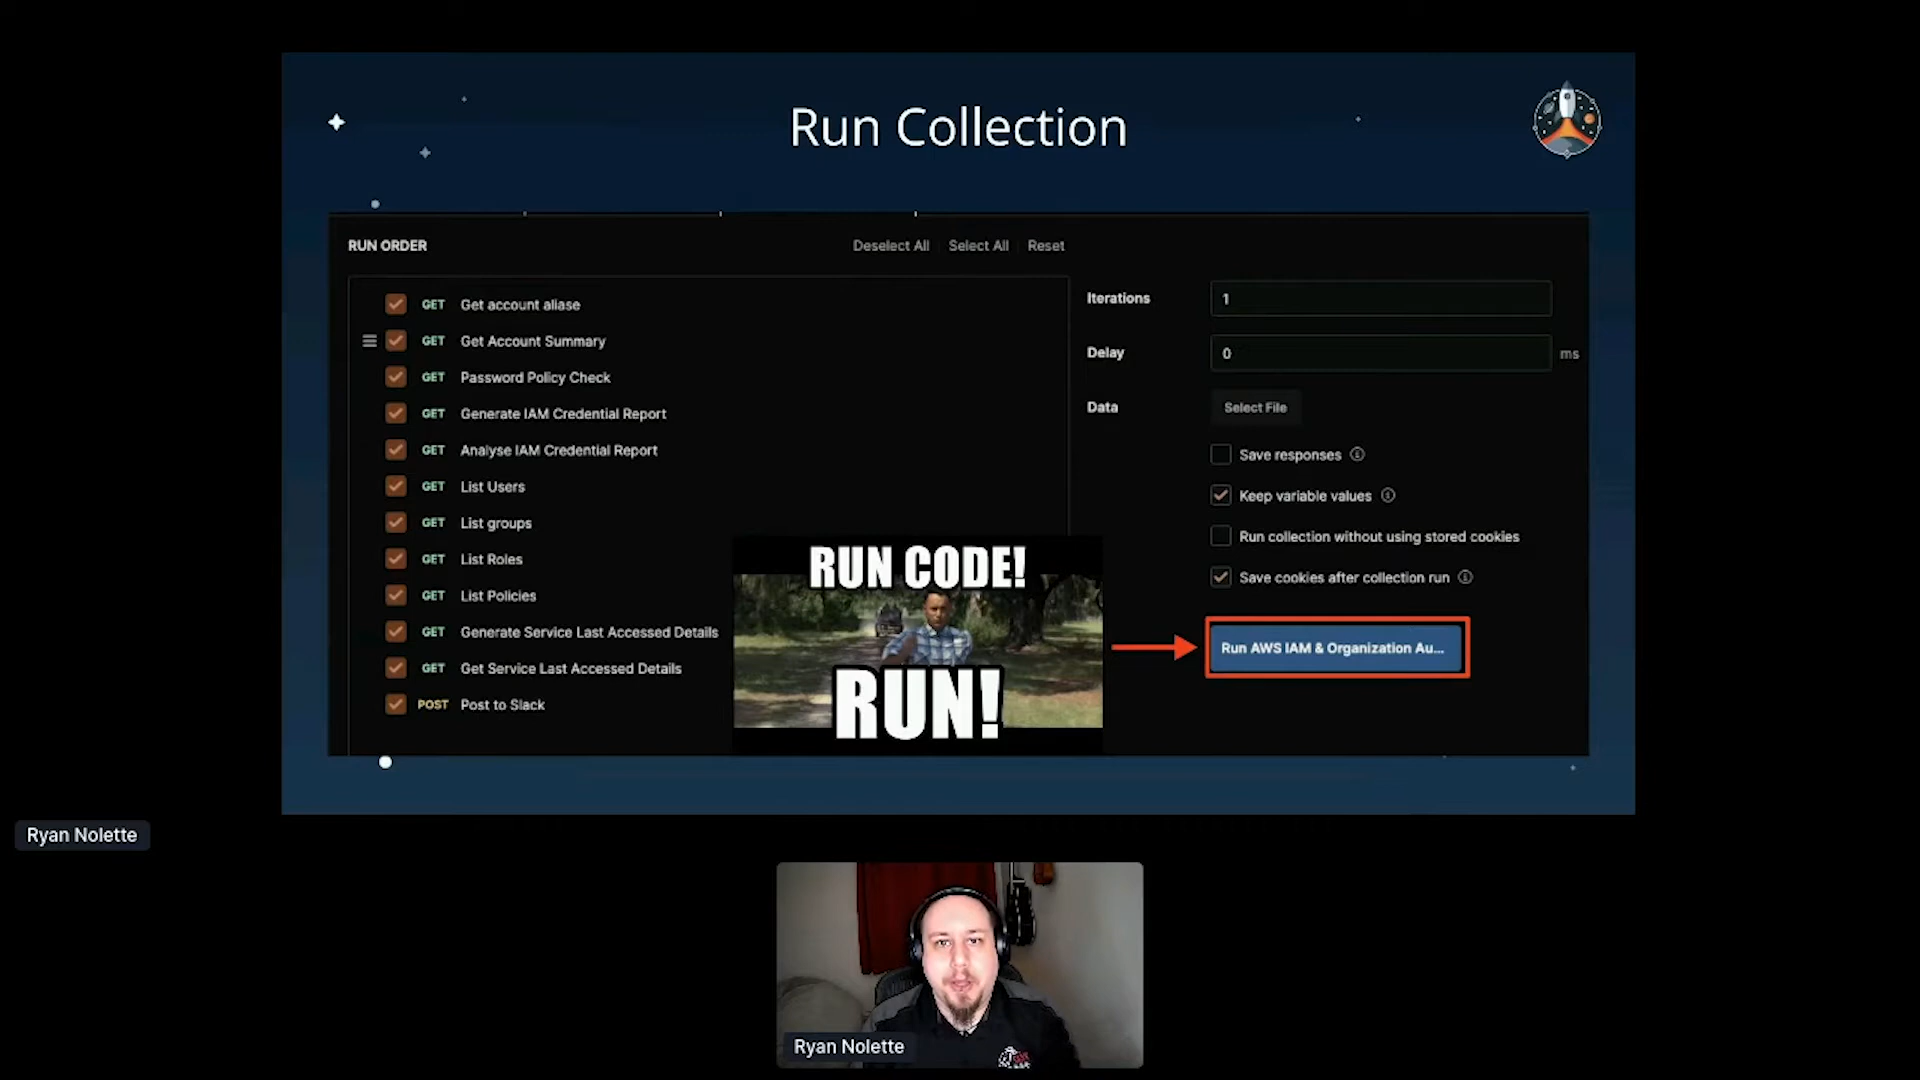 Run Collection
RUN ORDER
Deselect All
Select All
Reset
GET Get account aliase
GET Get Account Summary
GET Password Policy Check
GET Generate IAM Credential Report
GET Analyse IAM Credential Report
GET List Users
GET List groups
GET List Roles
GET List Policies
GET Generate Service Last Accessed Details
GET Get Service Last Accessed Details
POST Post to Slack
RUN CODE!
RUN!
Iterations 1
Delay 0 ms
Data Select File
Save responses
Keep variable values
Run collection without using stored cookies
Save cookies after collection run
Run AWS IAM & Organization Au...
Ryan Nolette
Ryan Nolette